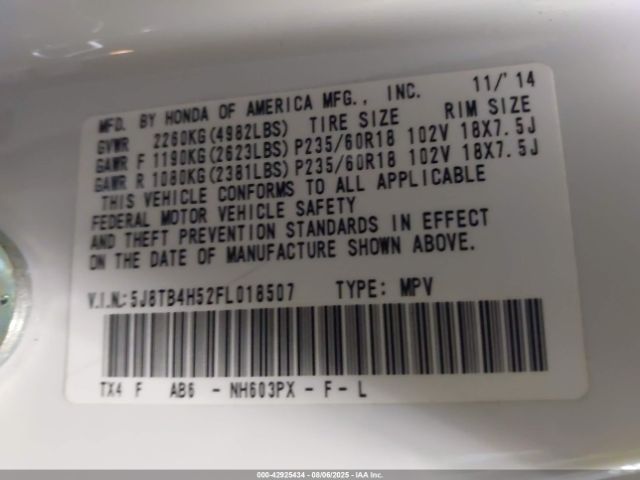 MFD. BY HONDA OF AMERICA MFG., INC. 11/'14
GVWR 2260KG(4982LBS) TIRE SIZE RIM SIZE
GAWR F 1190KG(2623LBS) P235/60R18 102V 18X7.5J
GAWR R 1080KG(2381LBS) P235/60R18 102V 18X7.5J
THIS VEHICLE CONFORMS TO ALL APPLICABLE
FEDERAL MOTOR VEHICLE SAFETY
AND THEFT PREVENTION STANDARDS IN EFFECT
ON THE DATE OF MANUFACTURE SHOWN ABOVE.
V.I.N.: 5J8TB4H52FL018507 TYPE: MPV
TX4 F AB6 - NH603PX - F - L
000-42925434 - 08/06/2025 - IAA Inc.